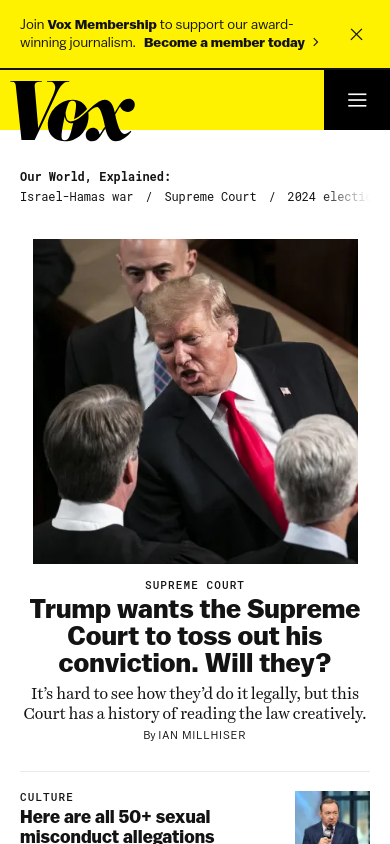 Join Vox Membership to support our award-
winning journalism. Become a member today
Vox
Our World, Explained:
Israel-Hamas war / Supreme Court / 2024 electi
SUPREME COURT
Trump wants the Supreme
Court to toss out his
conviction. Will they?
It’s hard to see how they’d do it legally, but this
Court has a history of reading the law creatively.
By IAN MILLHISER
CULTURE
Here are all 50+ sexual
misconduct allegations